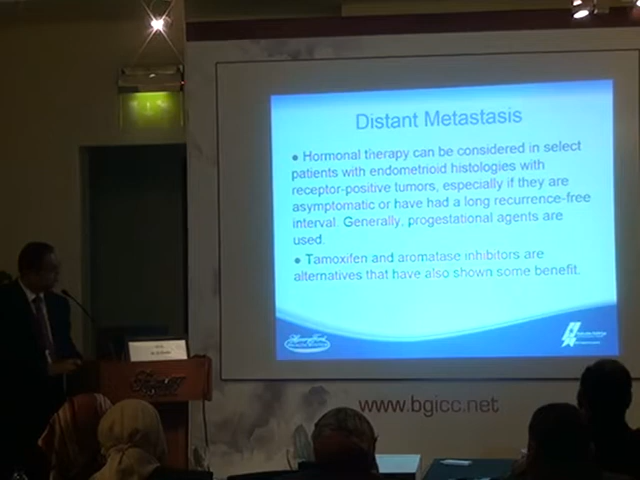 Distant Metastasis
● Hormonal therapy can be considered in select
patients with endometrioid histologies with
receptor-positive tumors, especially if they are
asymptomatic or have had a long recurrence-free
interval. Generally, progestational agents are
used.
● Tamoxifen and aromatase inhibitors are
alternatives that have also shown some benefit.
www.bgicc.net